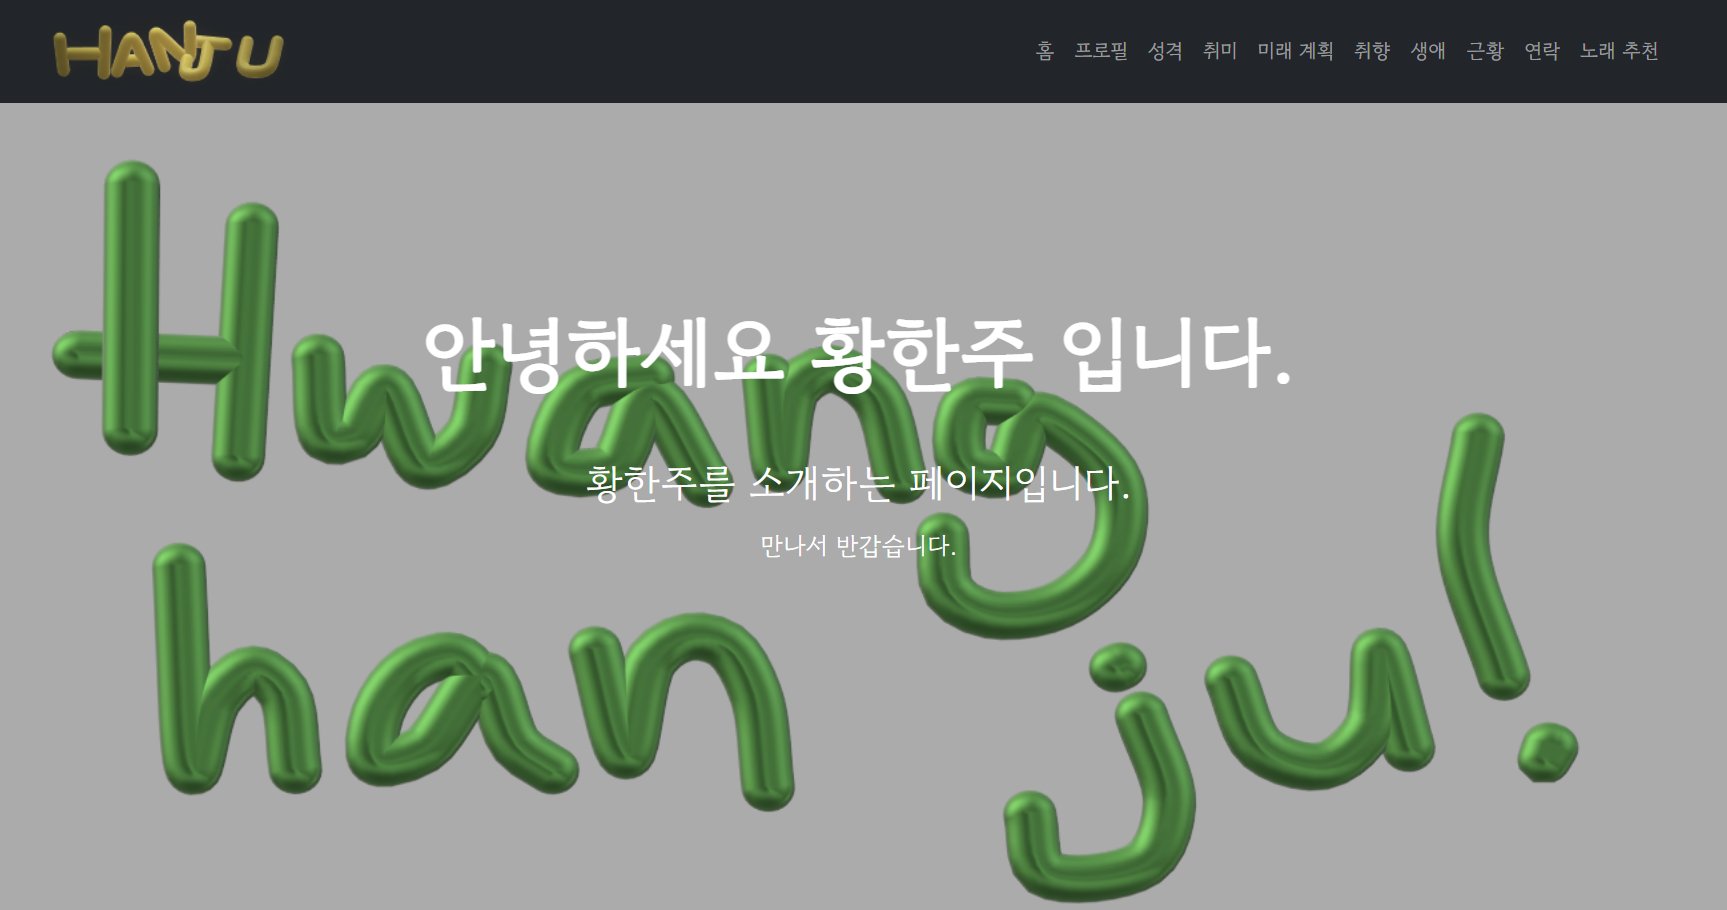 HANJU
홈 프로필 성격 취미 미래 계획 취향 생애 근황 연락 노래 추천
안녕하세요 황한주 입니다.
Hwang
황한주를 소개하는 페이지입니다.
만나서 반갑습니다.
han ju!